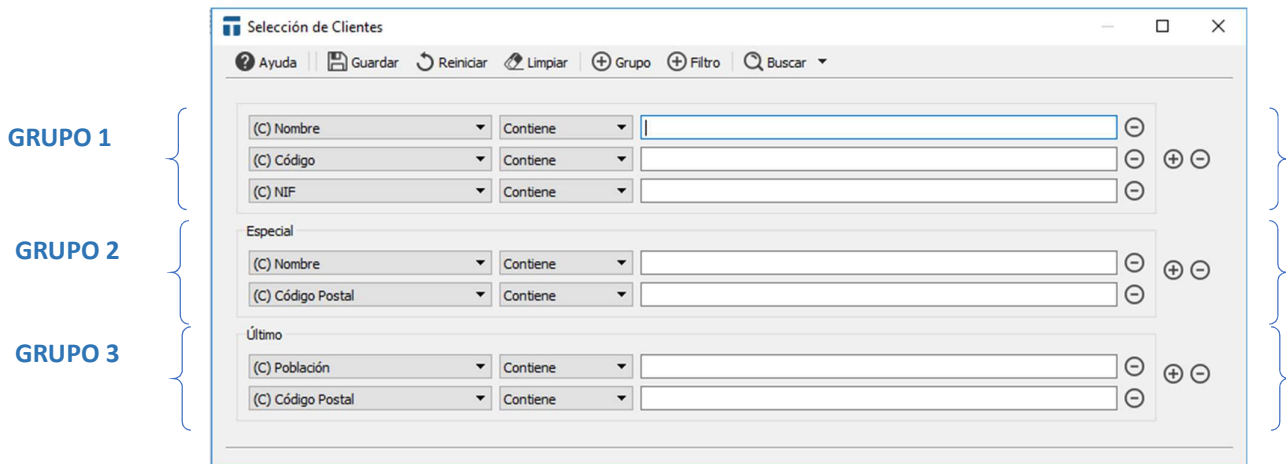 Selección de Clientes
Ayuda Guardar Reiniciar Limpiar Grupo Filtro Buscar
GRUPO 1
(C) Nombre Contiene
(C) Código Contiene
(C) NIF Contiene
GRUPO 2
Especial
(C) Nombre Contiene
(C) Código Postal Contiene
GRUPO 3
Último
(C) Población Contiene
(C) Código Postal Contiene